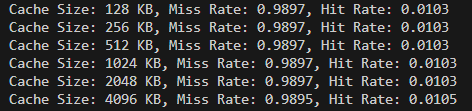 Cache Size: 128 KB, Miss Rate: 0.9897, Hit Rate: 0.0103
Cache Size: 256 KB, Miss Rate: 0.9897, Hit Rate: 0.0103
Cache Size: 512 KB, Miss Rate: 0.9897, Hit Rate: 0.0103
Cache Size: 1024 KB, Miss Rate: 0.9897, Hit Rate: 0.0103
Cache Size: 2048 KB, Miss Rate: 0.9897, Hit Rate: 0.0103
Cache Size: 4096 KB, Miss Rate: 0.9895, Hit Rate: 0.0105